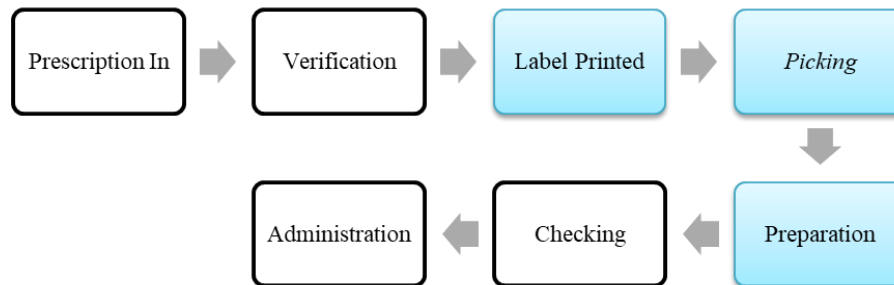 Prescription In
Verification
Label Printed
Picking
Preparation
Checking
Administration